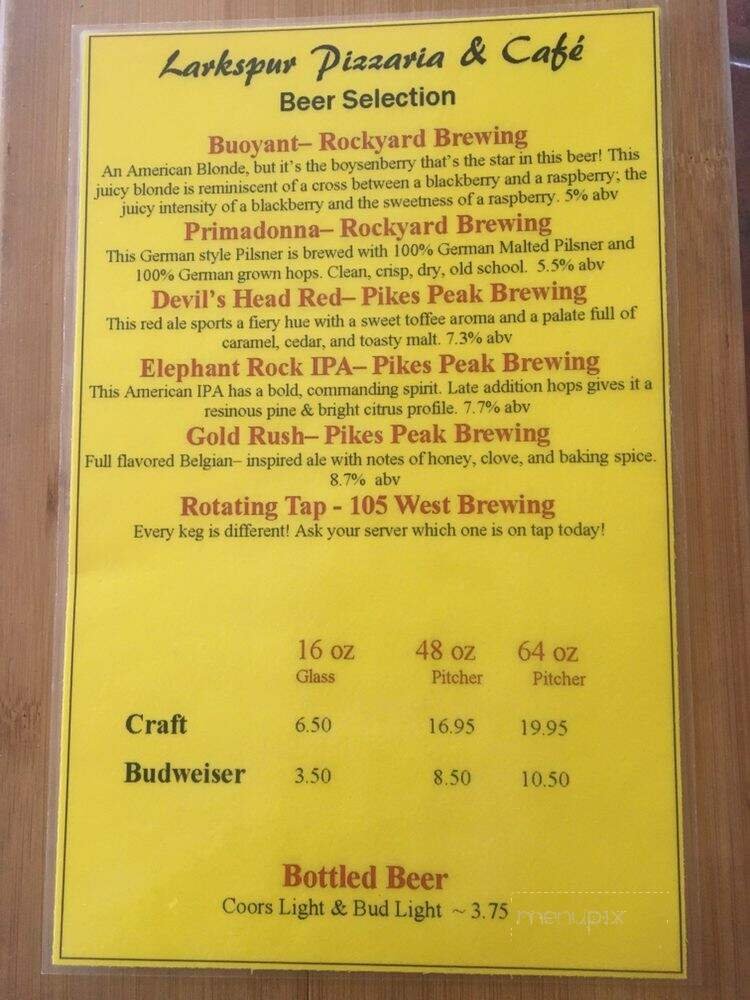 Larkspur Pizzaria & Café
Beer Selection
Buoyant– Rockyard Brewing
An American Blonde, but it's the boysenberry that's the star in this beer! This
juicy blonde is reminiscent of a cross between a blackberry and a raspberry; the
juicy intensity of a blackberry and the sweetness of a raspberry. 5% abv
Primadonna– Rockyard Brewing
This German style Pilsner is brewed with 100% German Malted Pilsner and
100% German grown hops. Clean, crisp, dry, old school. 5.5% abv
Devil's Head Red– Pikes Peak Brewing
This red ale sports a fiery hue with a sweet toffee aroma and a palate full of
caramel, cedar, and toasty malt. 7.3% abv
Elephant Rock IPA– Pikes Peak Brewing
This American IPA has a bold, commanding spirit. Late addition hops gives it a
resinous pine & bright citrus profile. 7.7% abv
Gold Rush– Pikes Peak Brewing
Full flavored Belgian– inspired ale with notes of honey, clove, and baking spice.
8.7% abv
Rotating Tap - 105 West Brewing
Every keg is different! Ask your server which one is on tap today!
16 oz 48 oz 64 oz
Glass Pitcher Pitcher
Craft 6.50 16.95 19.95
Budweiser 3.50 8.50 10.50
Bottled Beer
Coors Light & Bud Light ~ 3.75
menupix